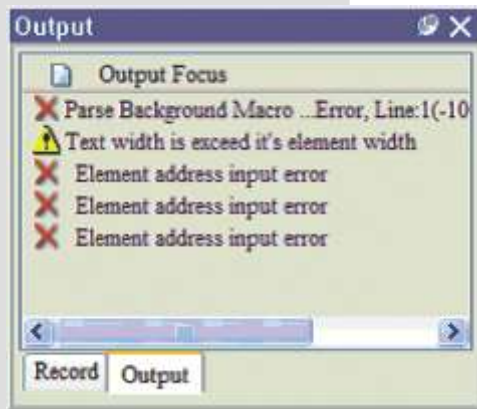 Output
Output Focus
Parse Background Macro ...Error, Line:1(-10
Text width is exceed it's element width
Element address input error
Element address input error
Element address input error
Record Output